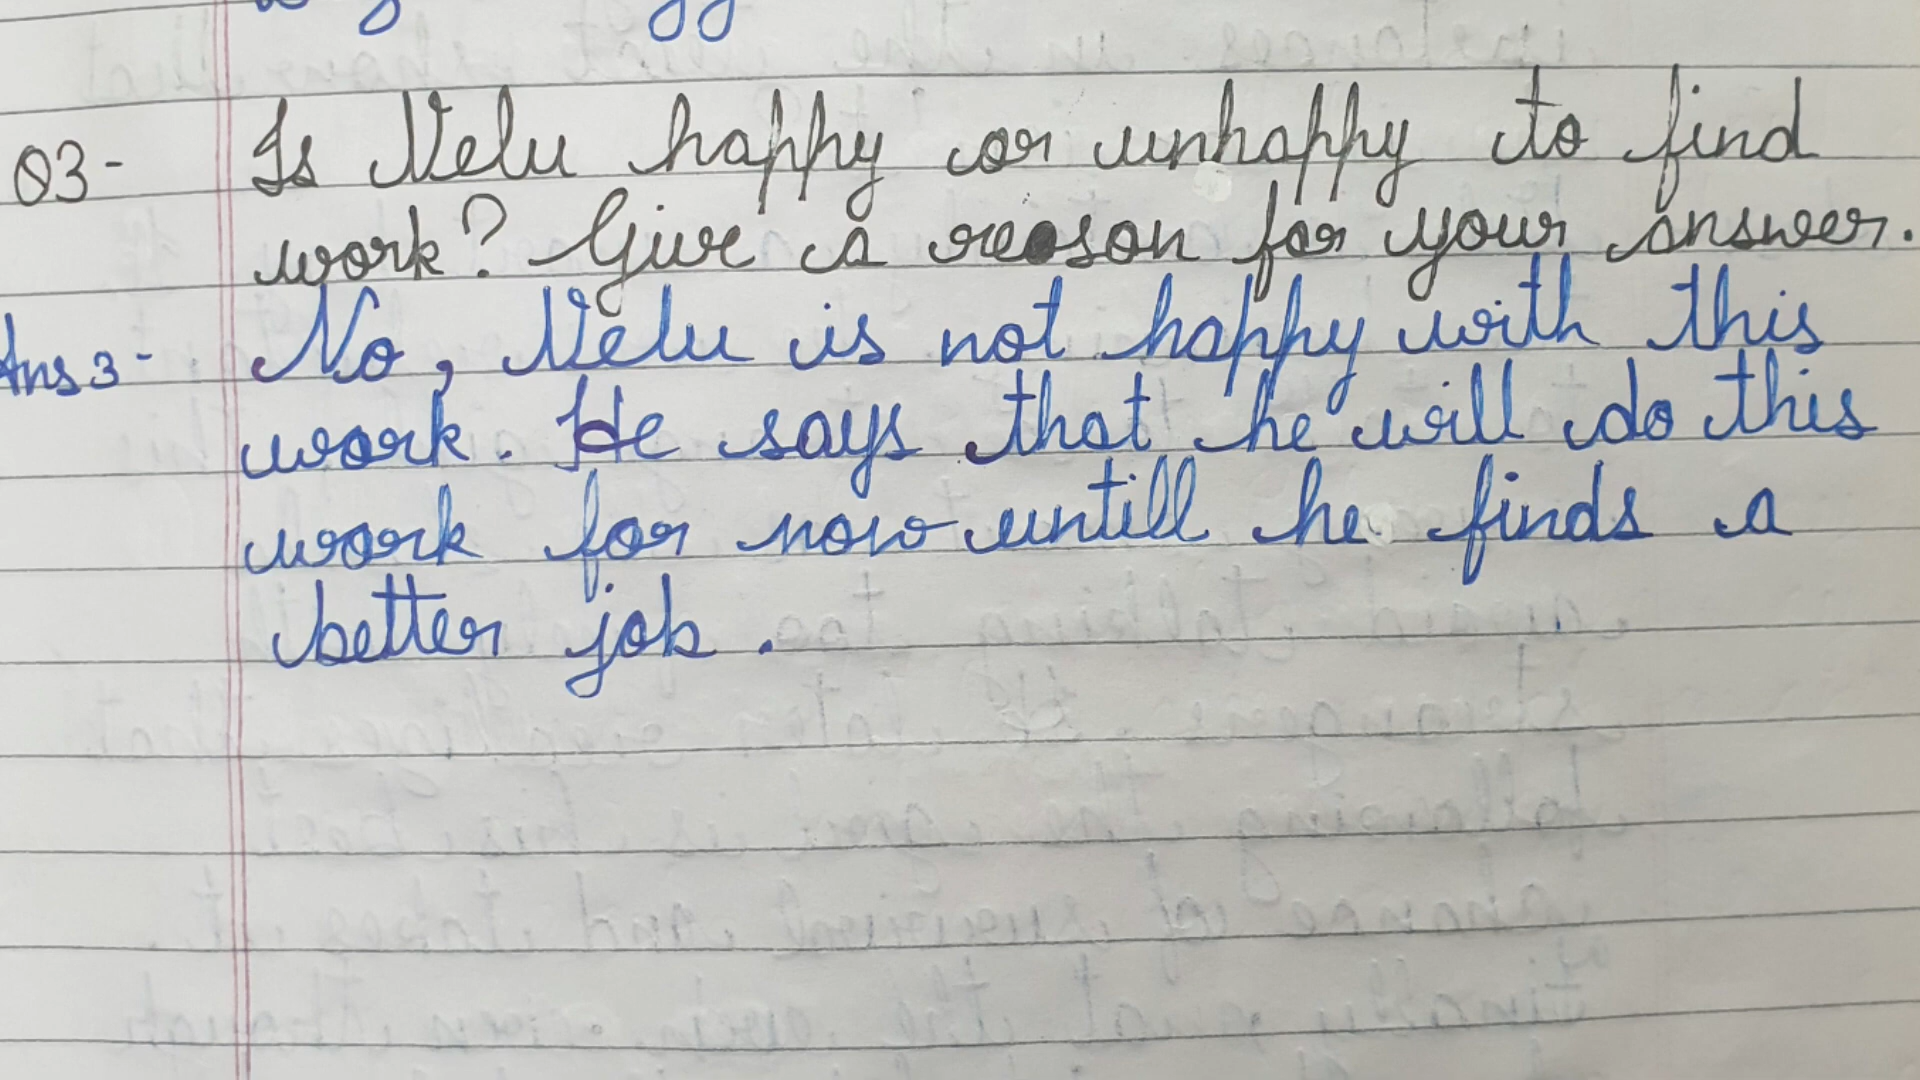 Q3- Is Velu happy or unhappy to find
work? Give a reason for your answer.
Ans 3- No, Velu is not happy with this
work. He says that he will do this
work for now untill he finds a
better job.